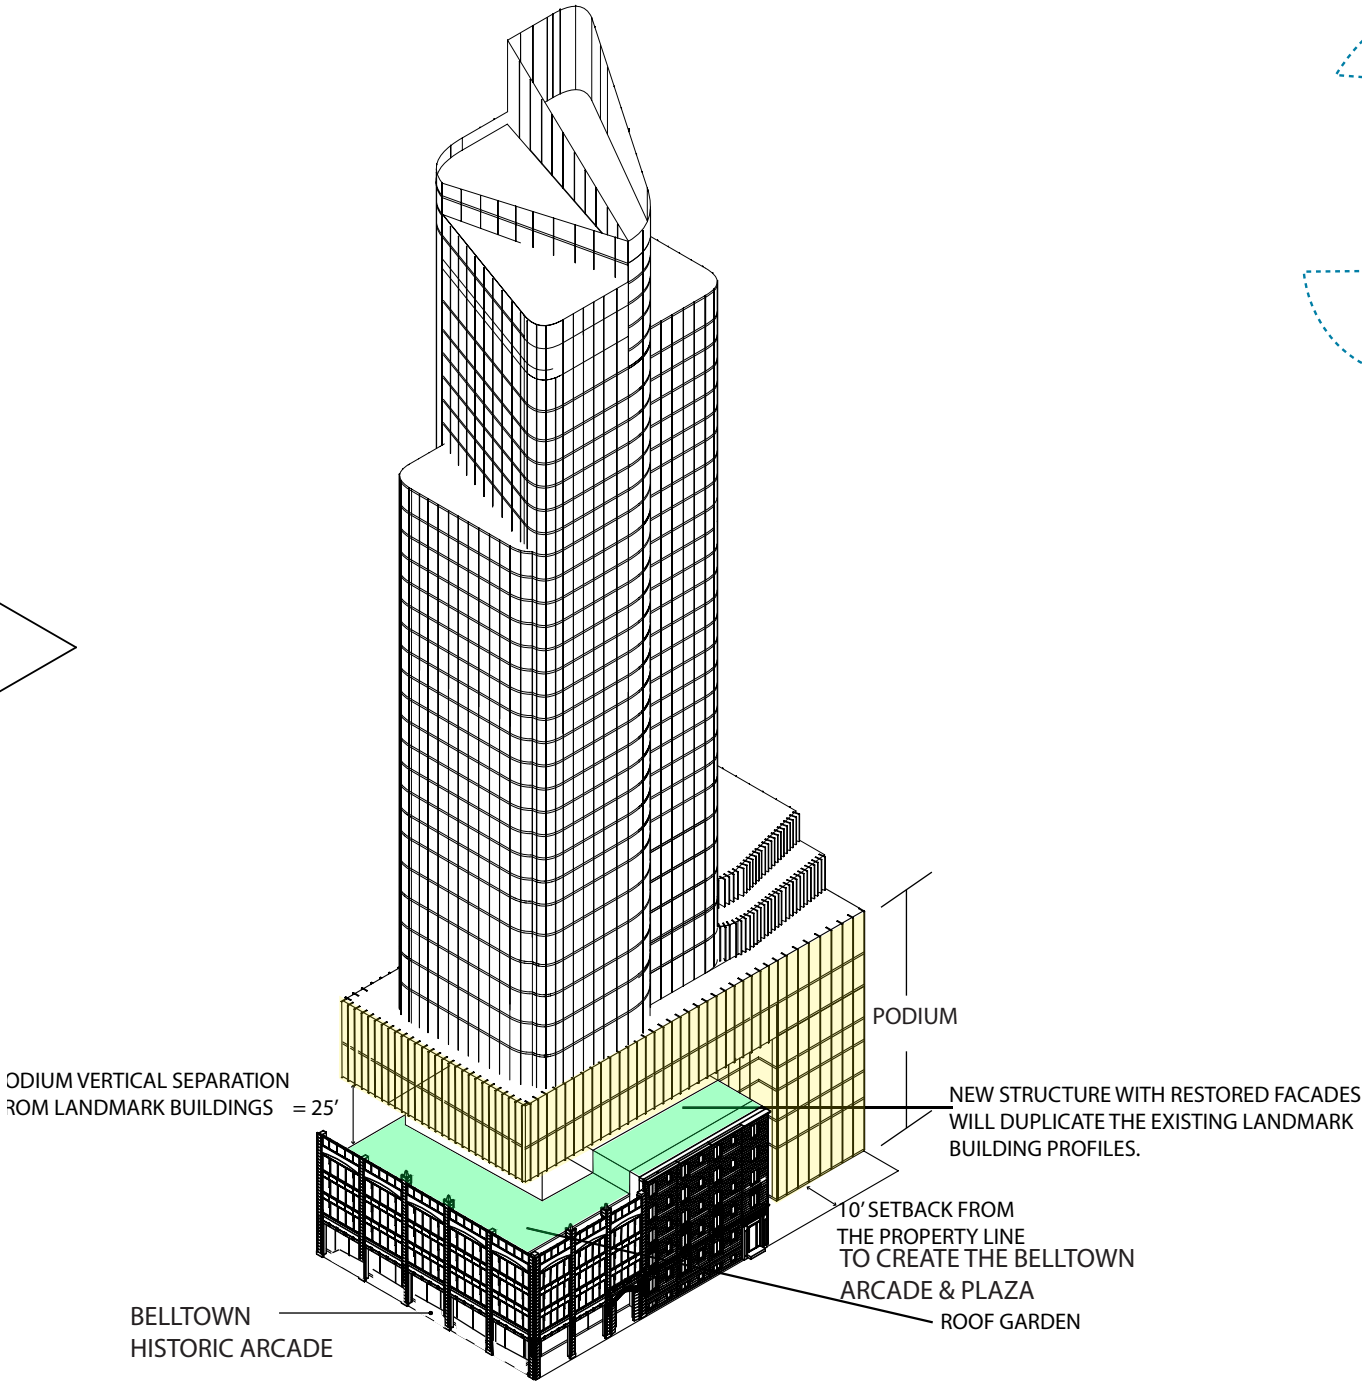 PODIUM
ODIUM VERTICAL SEPARATION
ROM LANDMARK BUILDINGS = 25'
NEW STRUCTURE WITH RESTORED FACADES
WILL DUPLICATE THE EXISTING LANDMARK
BUILDING PROFILES.
10' SETBACK FROM
THE PROPERTY LINE
TO CREATE THE BELLTOWN
ARCADE & PLAZA
ROOF GARDEN
BELLTOWN
HISTORIC ARCADE